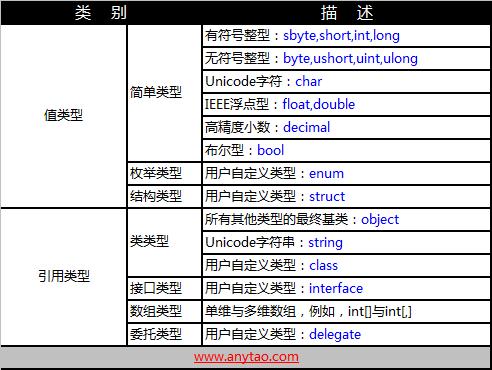 类 别 描 述
值类型
简单类型
有符号整型：sbyte,short,int,long
无符号整型：byte,ushort,uint,ulong
Unicode字符：char
IEEE浮点型：float,double
高精度小数：decimal
布尔型：bool
枚举类型 用户自定义类型：enum
结构类型 用户自定义类型：struct
引用类型
类类型
所有其他类型的最终基类：object
Unicode字符串：string
用户自定义类型：class
接口类型 用户自定义类型：interface
数组类型 单维与多维数组，例如，int[]与int[,]
委托类型 用户自定义类型：delegate
www.anytao.com